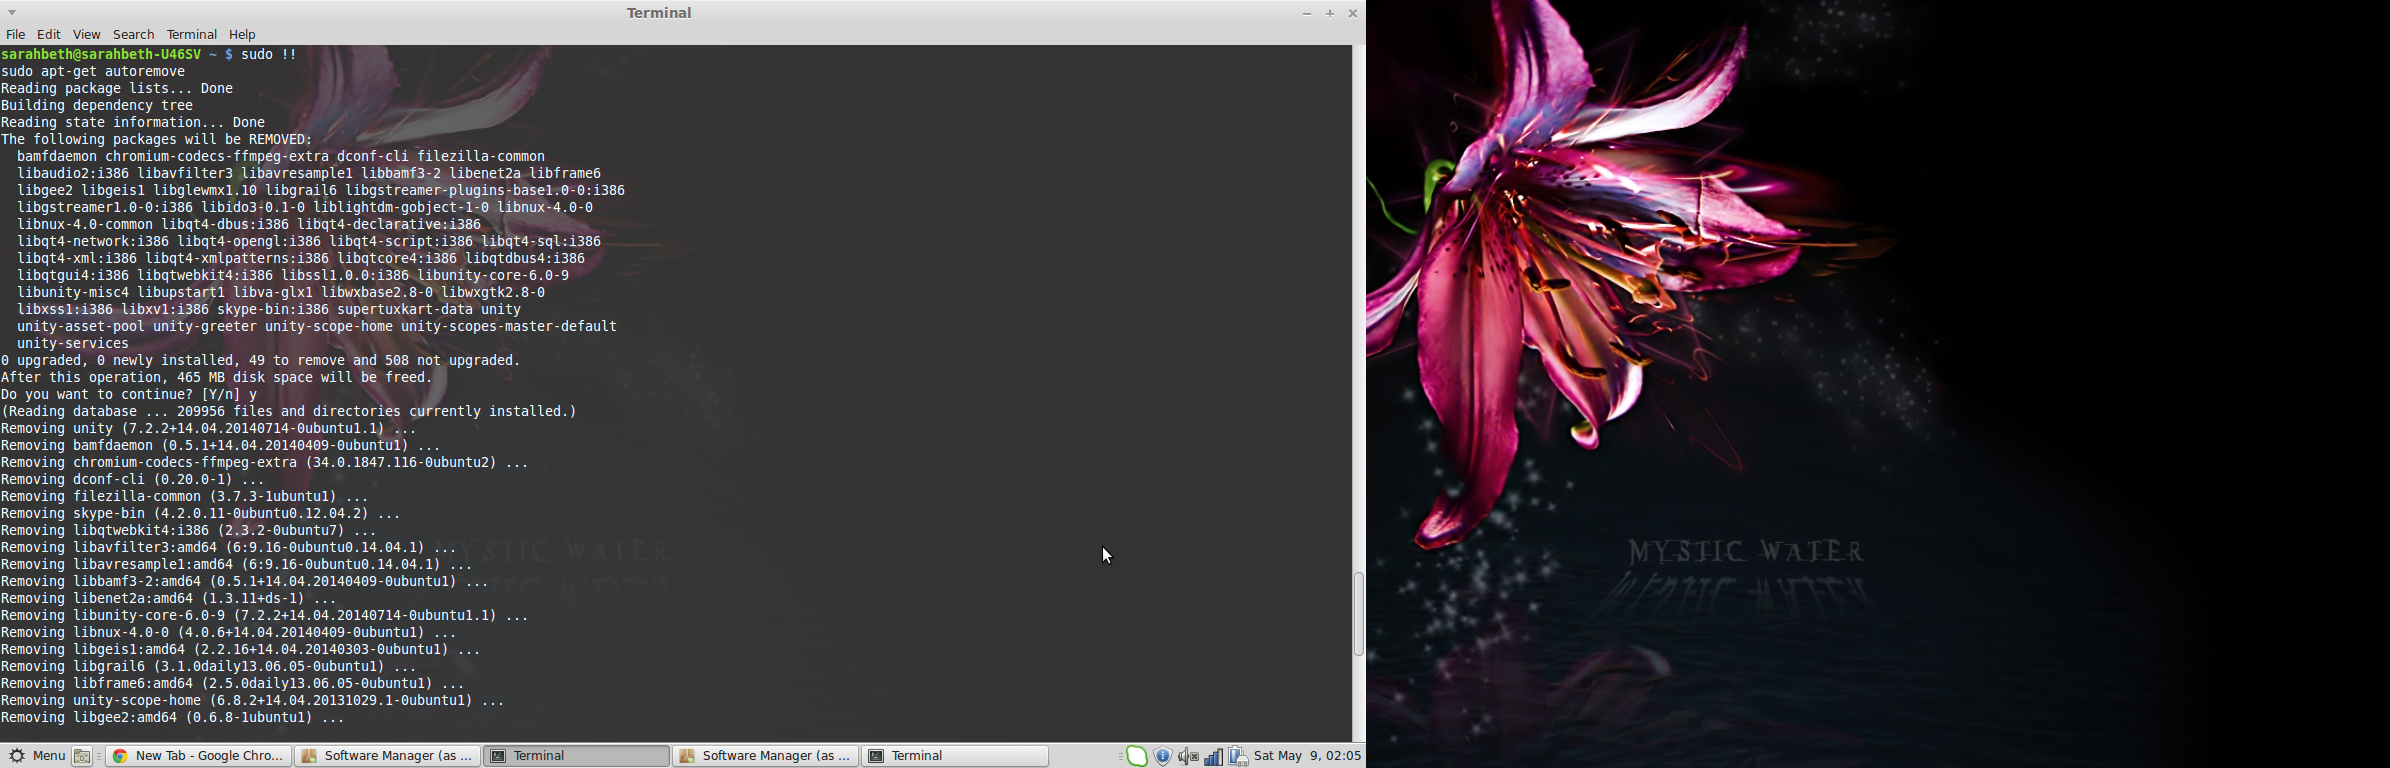 Terminal
File Edit View Search Terminal Help
sarahbeth@sarahbeth-U46SV ~ $ sudo !!
sudo apt-get autoremove
Reading package lists... Done
Building dependency tree
Reading state information... Done
The following packages will be REMOVED:
  bamfdaemon chromium-codecs-ffmpeg-extra dconf-cli filezilla-common
  libaudio2:i386 libavfilter3 libavresample1 libbamf3-2 libenet2a libframe6
  libgee2 libgeis1 libglewmx1.10 libgrail6 libgstreamer-plugins-base1.0-0:i386
  libgstreamer1.0-0:i386 libido3-0.1-0 liblightdm-gobject-1-0 libnux-4.0-0
  libnux-4.0-common libqt4-dbus:i386 libqt4-declarative:i386
  libqt4-network:i386 libqt4-opengl:i386 libqt4-script:i386 libqt4-sql:i386
  libqt4-xml:i386 libqt4-xmlpatterns:i386 libqtcore4:i386 libqtdbus4:i386
  libqtgui4:i386 libqtwebkit4:i386 libssl1.0.0:i386 libunity-core-6.0-9
  libunity-misc4 libupstart1 libva-glx1 libwxbase2.8-0 libwxgtk2.8-0
  libxss1:i386 libxv1:i386 skype-bin:i386 supertuxkart-data unity
  unity-asset-pool unity-greeter unity-scope-home unity-scopes-master-default
  unity-services
0 upgraded, 0 newly installed, 49 to remove and 508 not upgraded.
After this operation, 465 MB disk space will be freed.
Do you want to continue? [Y/n] y
(Reading database ... 209956 files and directories currently installed.)
Removing unity (7.2.2+14.04.20140714-0ubuntu1.1) ...
Removing bamfdaemon (0.5.1+14.04.20140409-0ubuntu1) ...
Removing chromium-codecs-ffmpeg-extra (34.0.1847.116-0ubuntu2) ...
Removing dconf-cli (0.20.0-1) ...
Removing filezilla-common (3.7.3-1ubuntu1) ...
Removing skype-bin (4.2.0.11-0ubuntu0.12.04.2) ...
Removing libqtwebkit4:i386 (2.3.2-0ubuntu7) ...
Removing libavfilter3:amd64 (6:9.16-0ubuntu0.14.04.1) ...
Removing libavresample1:amd64 (6:9.16-0ubuntu0.14.04.1) ...
Removing libbamf3-2:amd64 (0.5.1+14.04.20140409-0ubuntu1) ...
Removing libenet2a:amd64 (1.3.11+ds-1) ...
Removing libunity-core-6.0-9 (7.2.2+14.04.20140714-0ubuntu1.1) ...
Removing libnux-4.0-0 (4.0.6+14.04.20140409-0ubuntu1) ...
Removing libgeis1:amd64 (2.2.16+14.04.20140303-0ubuntu1) ...
Removing libgrail6 (3.1.0daily13.06.05-0ubuntu1) ...
Removing libframe6:amd64 (2.5.0daily13.06.05-0ubuntu1) ...
Removing unity-scope-home (6.8.2+14.04.20131029.1-0ubuntu1) ...
Removing libgee2:amd64 (0.6.8-1ubuntu1) ...
MYSTIC WATER
MYSTIC WATER
Menu New Tab - Google Chro... Software Manager (as ... Terminal Software Manager (as ... Terminal Sat May 9, 02:05